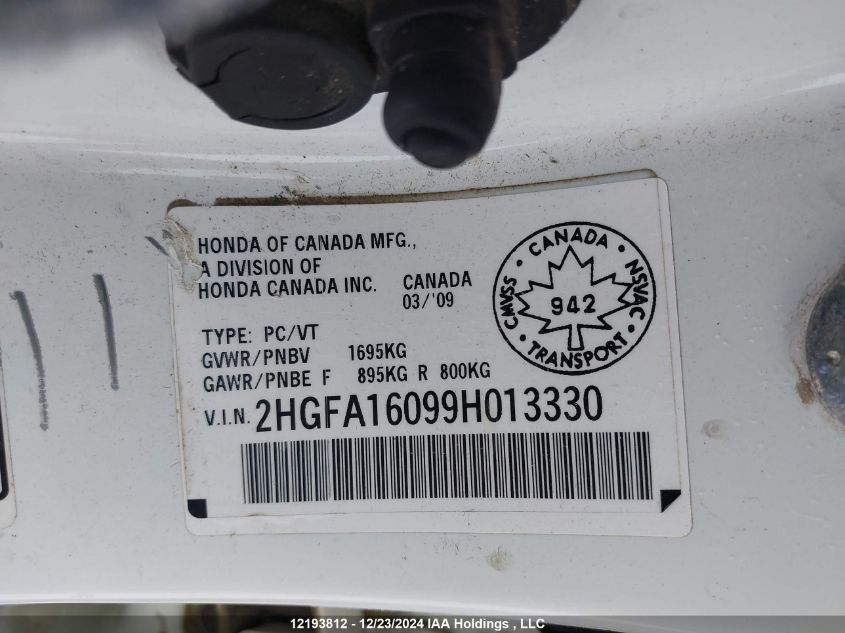 HONDA OF CANADA MFG.,
A DIVISION OF
HONDA CANADA INC. CANADA
03/'09
CANADA
CMVSS 942 NSVAC
TRANSPORT
TYPE: PC/VT
GVWR/PNBV 1695KG
GAWR/PNBE F 895KG R 800KG
V.I.N. 2HGFA16099H013330
12193812 - 12/23/2024 IAA Holdings , LLC